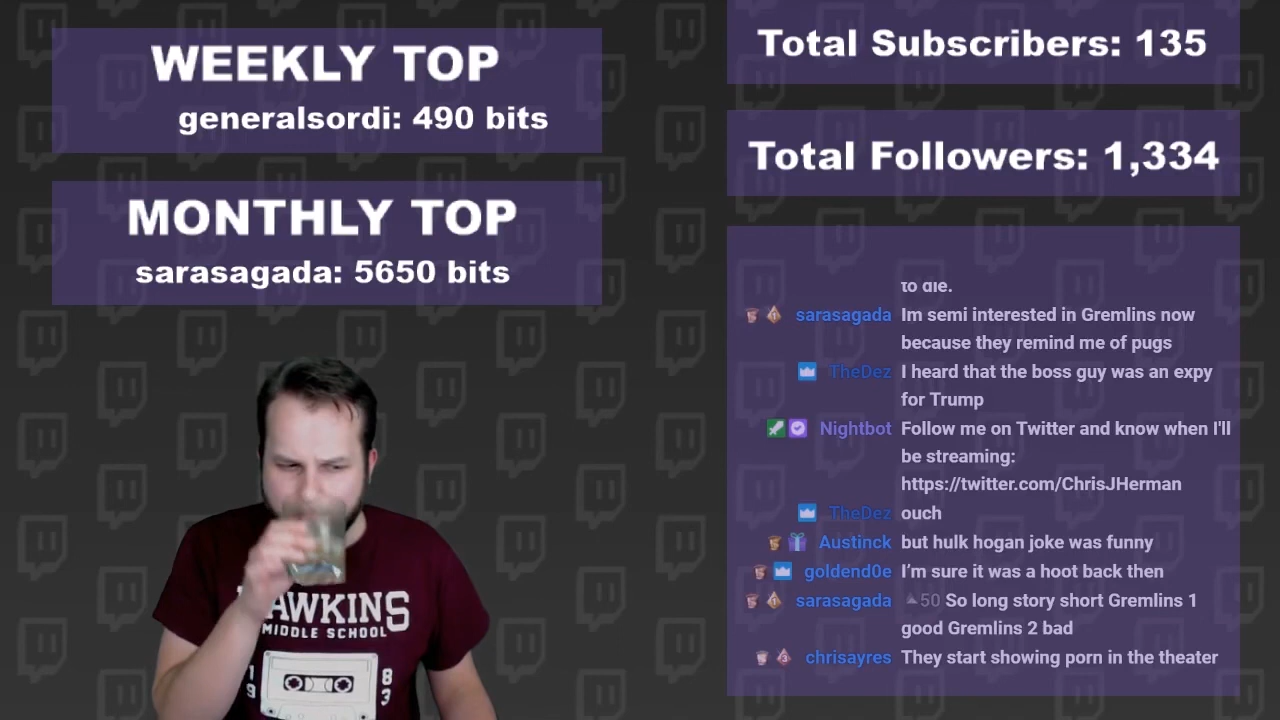 WEEKLY TOP
generalsordi: 490 bits
MONTHLY TOP
sarasagada: 5650 bits
Total Subscribers: 135
Total Followers: 1,334
to die.
sarasagada Im semi interested in Gremlins now
because they remind me of pugs
TheDez I heard that the boss guy was an expy
for Trump
Nightbot Follow me on Twitter and know when I'll
be streaming:
https://twitter.com/ChrisJHerman
TheDez ouch
Austinck but hulk hogan joke was funny
goldend0e I’m sure it was a hoot back then
sarasagada 50 So long story short Gremlins 1
good Gremlins 2 bad
chrisayres They start showing porn in the theater
HAWKINS
MIDDLE SCHOOL
1 8
9 3